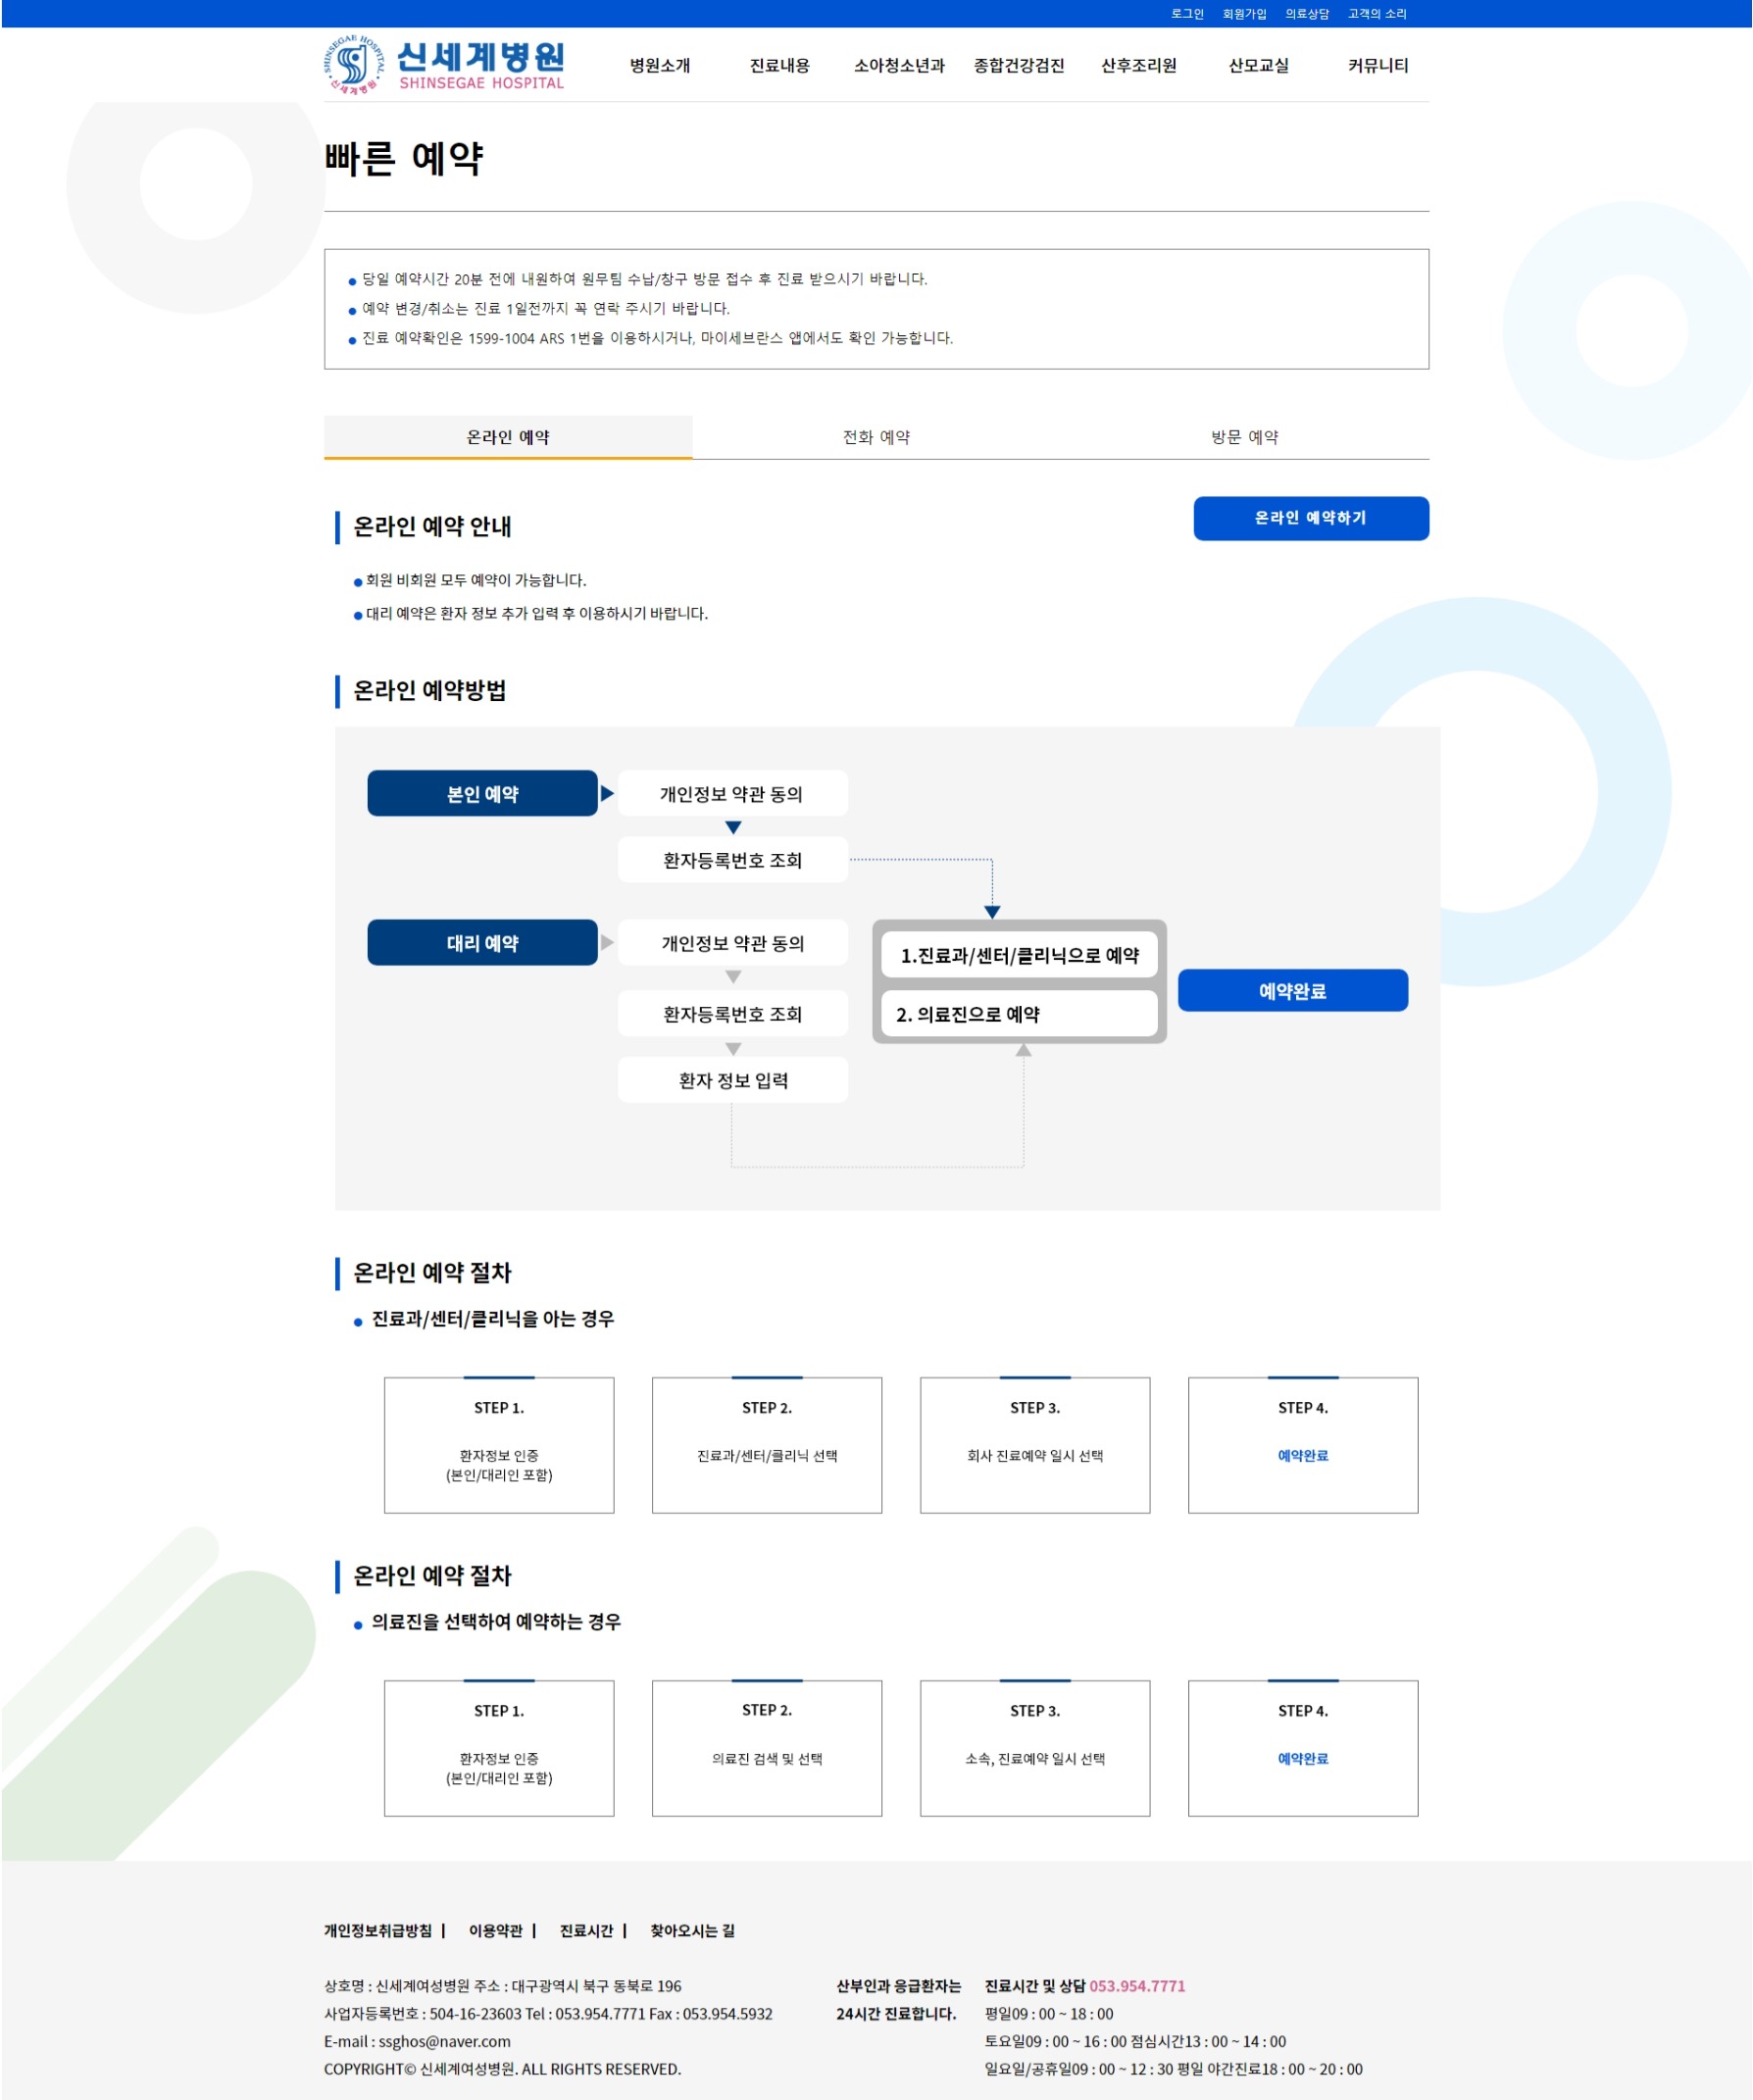 로그인 회원가입 의료상담 고객의 소리
SHINSEGAE HOSPITAL
신세계병원
신세계병원
SHINSEGAE HOSPITAL
병원소개 진료내용 소아청소년과 종합건강검진 산후조리원 산모교실 커뮤니티
빠른 예약
당일 예약시간 20분 전에 내원하여 원무팀 수납/창구 방문 접수 후 진료 받으시기 바랍니다.
예약 변경/취소는 진료 1일전까지 꼭 연락 주시기 바랍니다.
진료 예약확인은 1599-1004 ARS 1번을 이용하시거나, 마이세브란스 앱에서도 확인 가능합니다.
온라인 예약 전화 예약 방문 예약
온라인 예약 안내
온라인 예약하기
회원 비회원 모두 예약이 가능합니다.
대리 예약은 환자 정보 추가 입력 후 이용하시기 바랍니다.
온라인 예약방법
본인 예약
개인정보 약관 동의
환자등록번호 조회
대리 예약
개인정보 약관 동의
환자등록번호 조회
환자 정보 입력
1.진료과/센터/클리닉으로 예약
2. 의료진으로 예약
예약완료
온라인 예약 절차
진료과/센터/클리닉을 아는 경우
STEP 1.
환자정보 인증
(본인/대리인 포함)
STEP 2.
진료과/센터/클리닉 선택
STEP 3.
회사 진료예약 일시 선택
STEP 4.
예약완료
온라인 예약 절차
의료진을 선택하여 예약하는 경우
STEP 1.
환자정보 인증
(본인/대리인 포함)
STEP 2.
의료진 검색 및 선택
STEP 3.
소속, 진료예약 일시 선택
STEP 4.
예약완료
개인정보취급방침 | 이용약관 | 진료시간 | 찾아오시는 길
상호명 : 신세계여성병원 주소 : 대구광역시 북구 동북로 196
사업자등록번호 : 504-16-23603 Tel : 053.954.7771 Fax : 053.954.5932
E-mail : ssghos@naver.com
COPYRIGHT© 신세계여성병원. ALL RIGHTS RESERVED.
산부인과 응급환자는
24시간 진료합니다.
진료시간 및 상담 053.954.7771
평일09 : 00 ~ 18 : 00
토요일09 : 00 ~ 16 : 00 점심시간13 : 00 ~ 14 : 00
일요일/공휴일09 : 00 ~ 12 : 30 평일 야간진료18 : 00 ~ 20 : 00